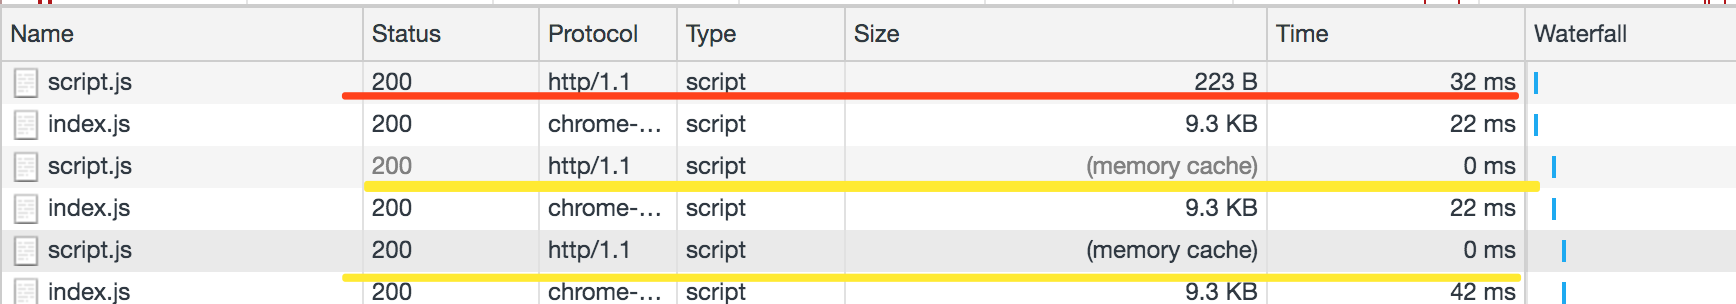 Name Status Protocol Type Size Time Waterfall
script.js 200 http/1.1 script 223 B 32 ms
index.js 200 chrome-... script 9.3 KB 22 ms
script.js 200 http/1.1 script (memory cache) 0 ms
index.js 200 chrome-... script 9.3 KB 22 ms
script.js 200 http/1.1 script (memory cache) 0 ms
index.js 200 chrome-... script 9.3 KB 42 ms